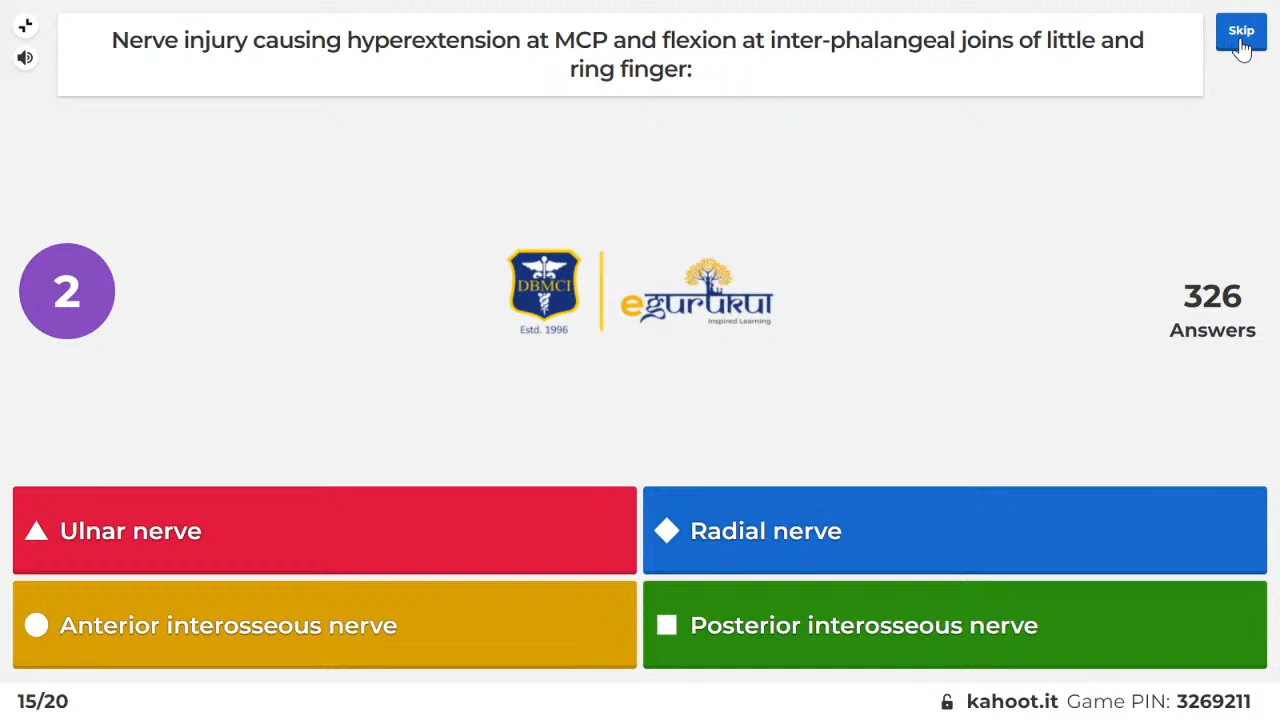 Nerve injury causing hyperextension at MCP and flexion at inter-phalangeal joins of little and
ring finger:
Skip
2
DBMCI
Estd. 1996
egurukul
Inspired Learning
326
Answers
Ulnar nerve
Radial nerve
Anterior interosseous nerve
Posterior interosseous nerve
15/20
kahoot.it Game PIN: 3269211